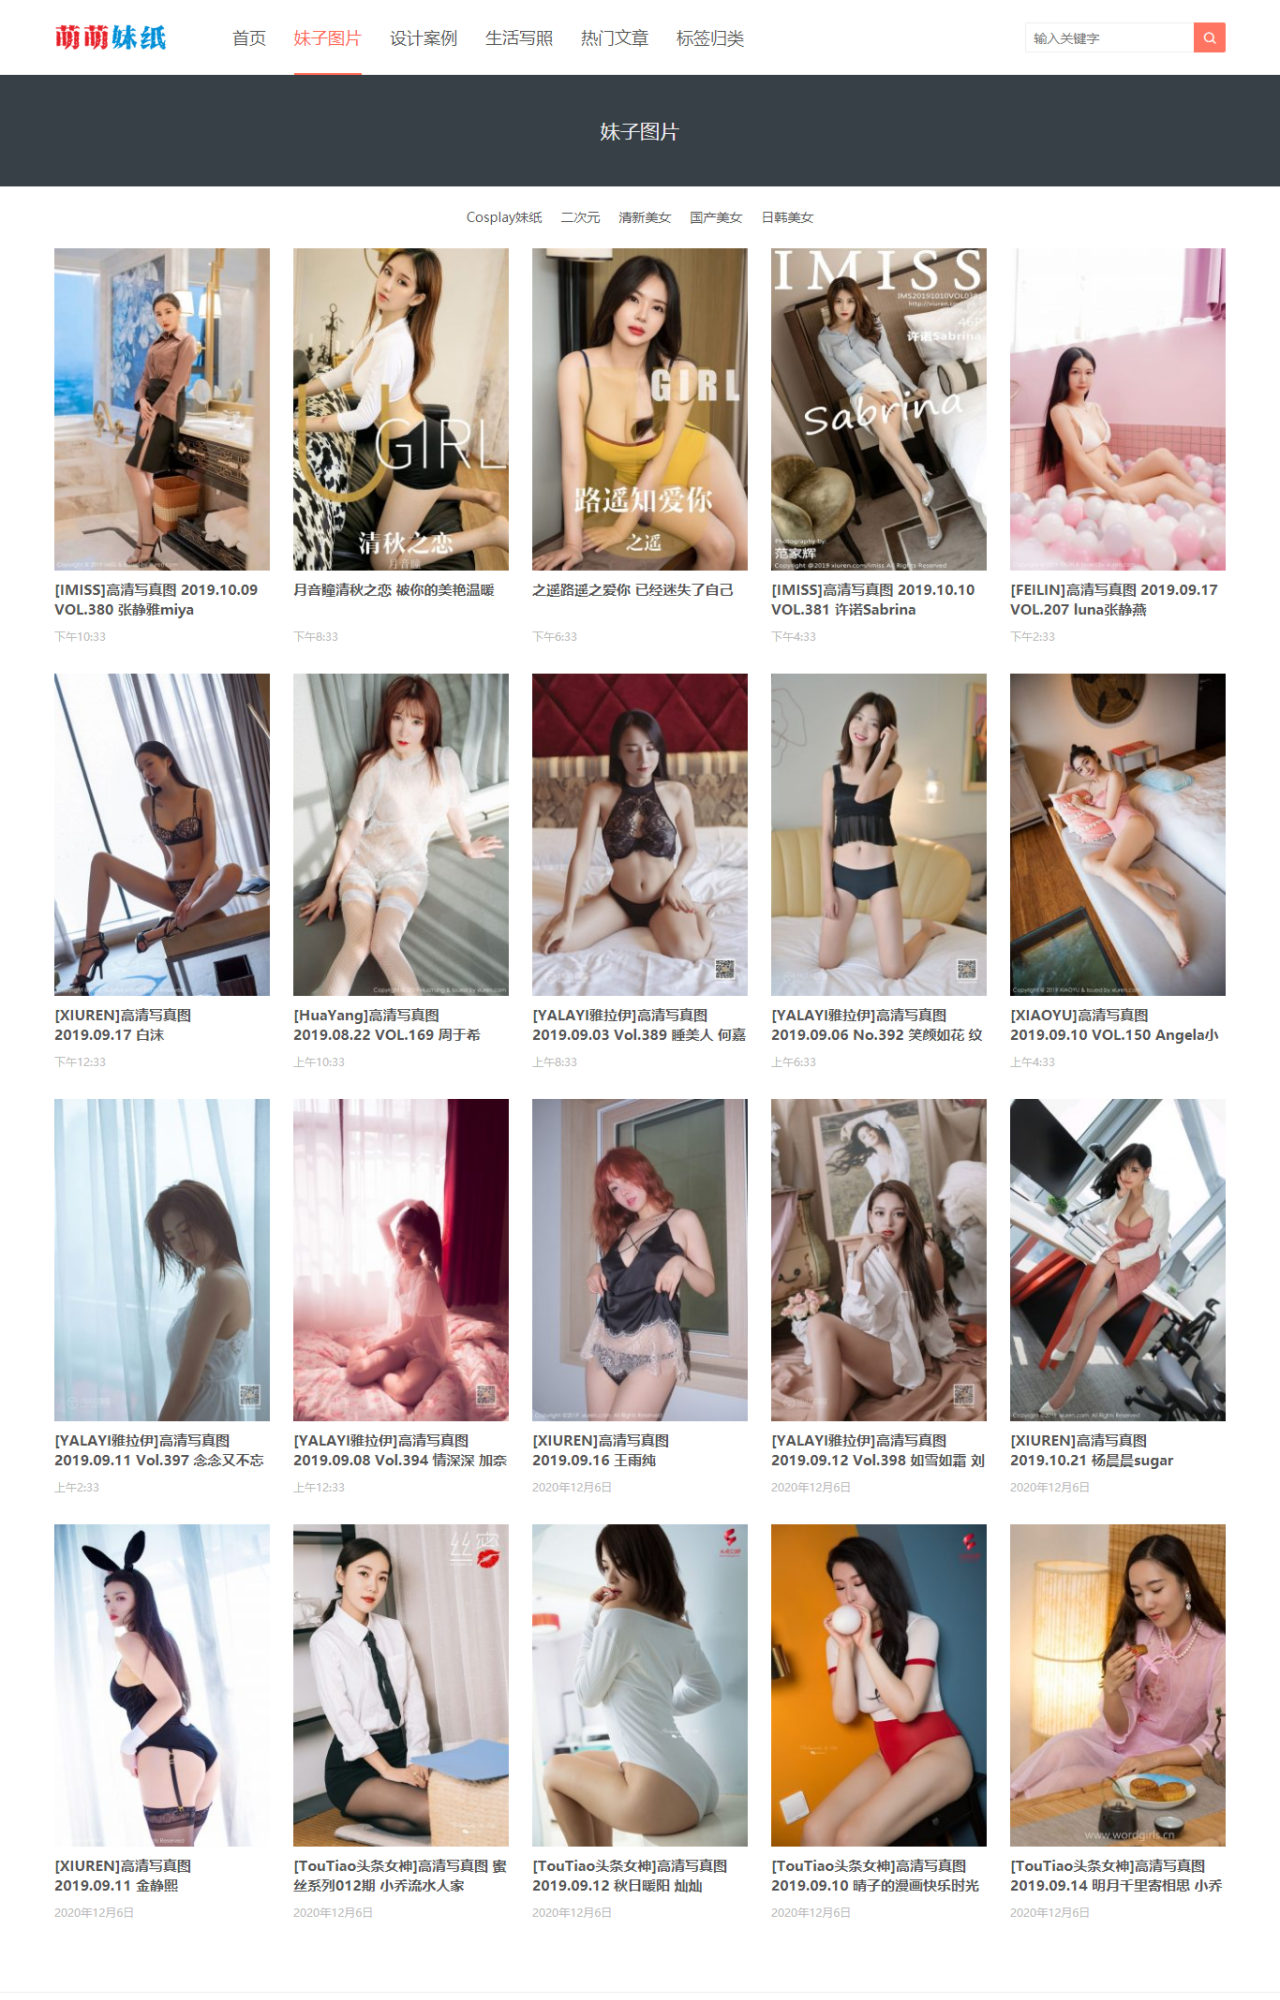 萌萌妹纸
首页 妹子图片 设计案例 生活写照 热门文章 标签归类
输入关键字
妹子图片
Cosplay妹纸 二次元 清新美女 国产美女 日韩美女
GIRL
清秋之恋
月音瞳
GIRL
路遥知爱你
之遥
IMISS
IMS20191010VOL0381
46P
许诺Sabrina
Sabrina
Photography by
范家辉
Copyright @2019 xiuren.com/imiss All Rights Reserved
[IMISS]高清写真图 2019.10.09
VOL.380 张静雅miya
下午10:33
月音瞳清秋之恋 被你的美艳温暖
下午8:33
之遥路遥之爱你 已经迷失了自己
下午6:33
[IMISS]高清写真图 2019.10.10
VOL.381 许诺Sabrina
下午4:33
[FEILIN]高清写真图 2019.09.17
VOL.207 luna张静燕
下午2:33
[XIUREN]高清写真图
2019.09.17 白沫
下午12:33
[HuaYang]高清写真图
2019.08.22 VOL.169 周于希
上午10:33
[YALAYI雅拉伊]高清写真图
2019.09.03 Vol.389 睡美人 何嘉
上午8:33
[YALAYI雅拉伊]高清写真图
2019.09.06 No.392 笑颜如花 纹
上午6:33
[XIAOYU]高清写真图
2019.09.10 VOL.150 Angela小
上午4:33
[YALAYI雅拉伊]高清写真图
2019.09.11 Vol.397 念念又不忘
上午2:33
[YALAYI雅拉伊]高清写真图
2019.09.08 Vol.394 情深深 加奈
上午12:33
[XIUREN]高清写真图
2019.09.16 王雨纯
2020年12月6日
[YALAYI雅拉伊]高清写真图
2019.09.12 Vol.398 如雪如霜 刘
2020年12月6日
[XIUREN]高清写真图
2019.10.21 杨晨晨sugar
2020年12月6日
丝蜜
www.wordgirls.cn
[XIUREN]高清写真图
2019.09.11 金静熙
2020年12月6日
[TouTiao头条女神]高清写真图 蜜
丝系列012期 小乔流水人家
2020年12月6日
[TouTiao头条女神]高清写真图
2019.09.12 秋日暖阳 灿灿
2020年12月6日
[TouTiao头条女神]高清写真图
2019.09.10 晴子的漫画快乐时光
2020年12月6日
[TouTiao头条女神]高清写真图
2019.09.14 明月千里寄相思 小乔
2020年12月6日